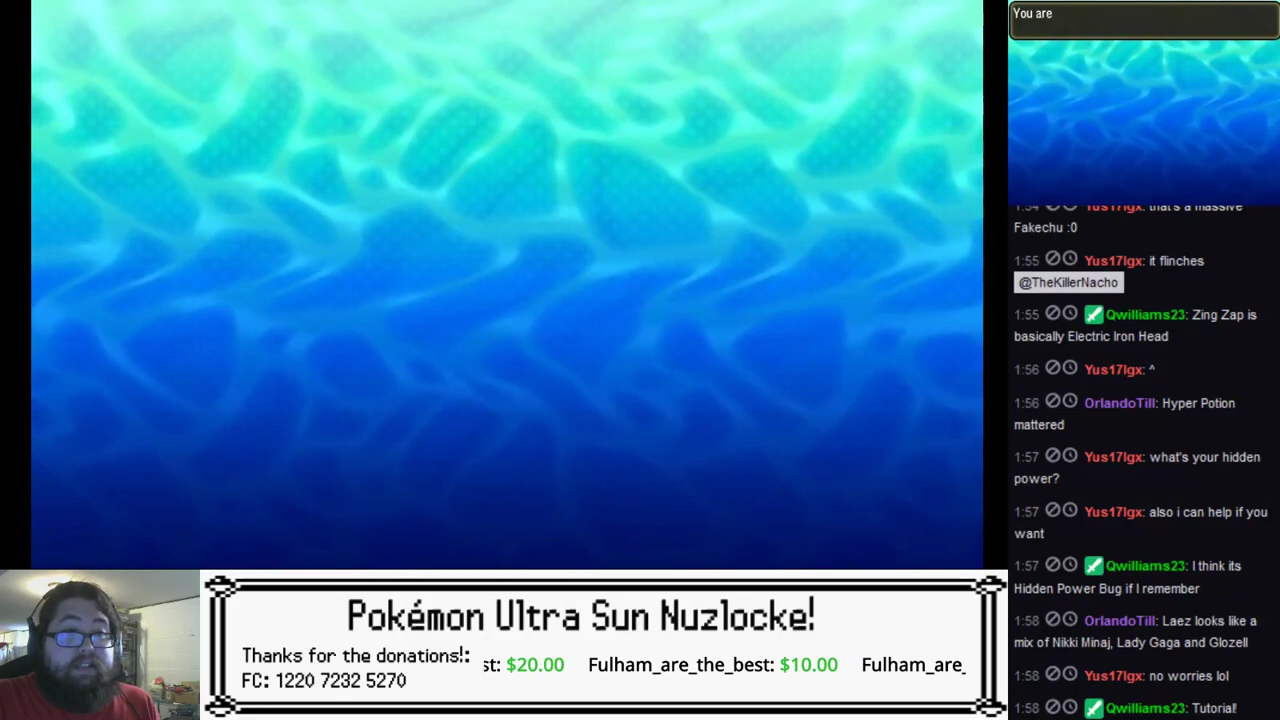 You are
1:54 Yus17lgx: that's a massive
Fakechu :0
1:55 Yus17lgx: it flinches
@TheKillerNacho
1:55 Qwilliams23: Zing Zap is
basically Electric Iron Head
1:56 Yus17lgx: ^
1:56 OrlandoTill: Hyper Potion
mattered
1:57 Yus17lgx: what's your hidden
power?
1:57 Yus17lgx: also i can help if you
want
1:57 Qwilliams23: I think its
Hidden Power Bug if I remember
1:58 OrlandoTill: Laez looks like a
mix of Nikki Minaj, Lady Gaga and Glozell
1:58 Yus17lgx: no worries lol
1:58 Qwilliams23: Tutorial!
Pokémon Ultra Sun Nuzlocke!
Thanks for the donations!:
st: $20.00 Fulham_are_the_best: $10.00 Fulham_are_
FC: 1220 7232 5270